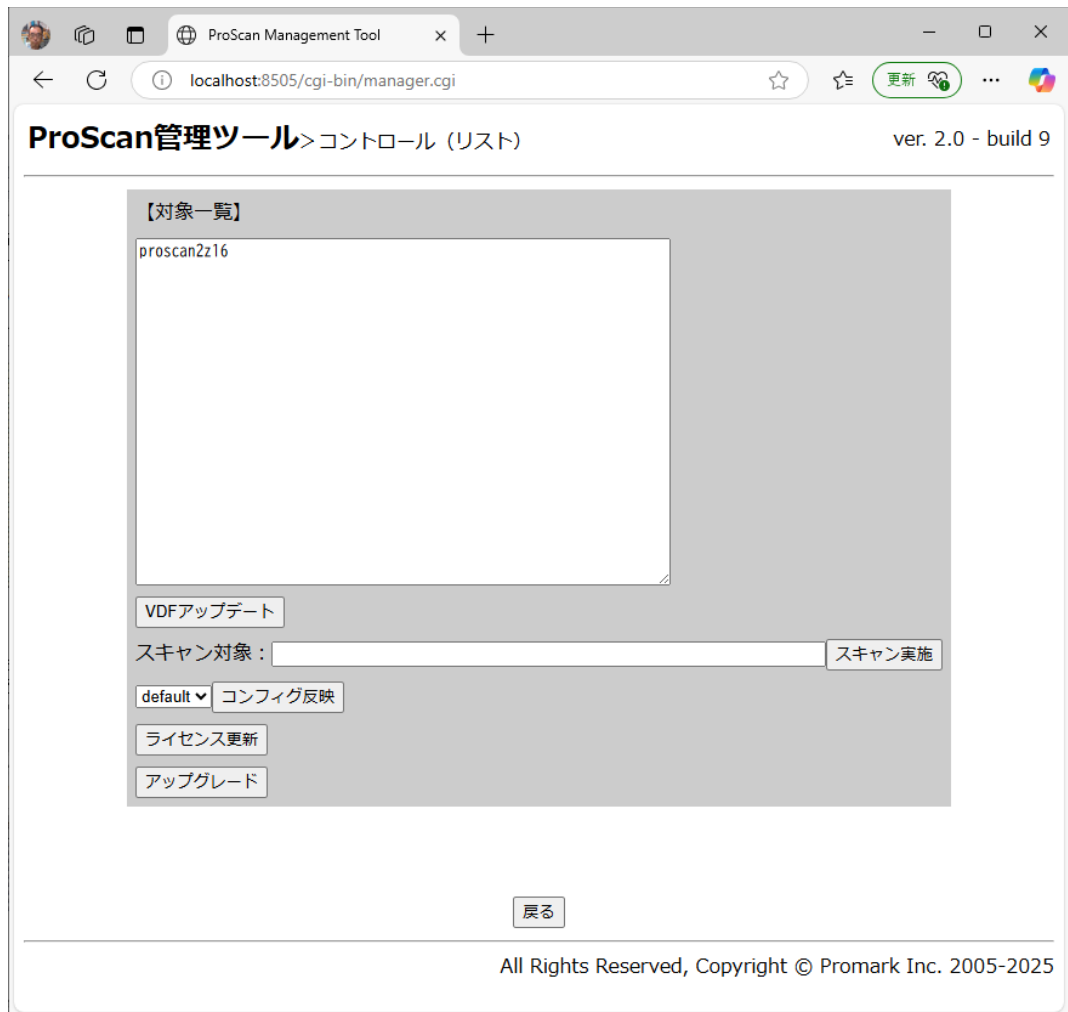 ProScan Management Tool
localhost:8505/cgi-bin/manager.cgi
更新
ProScan管理ツール>コントロール（リスト）
ver. 2.0 - build 9
【対象一覧】
proscan2z16
VDFアップデート
スキャン対象：
スキャン実施
default
コンフィグ反映
ライセンス更新
アップグレード
戻る
All Rights Reserved, Copyright © Promark Inc. 2005-2025